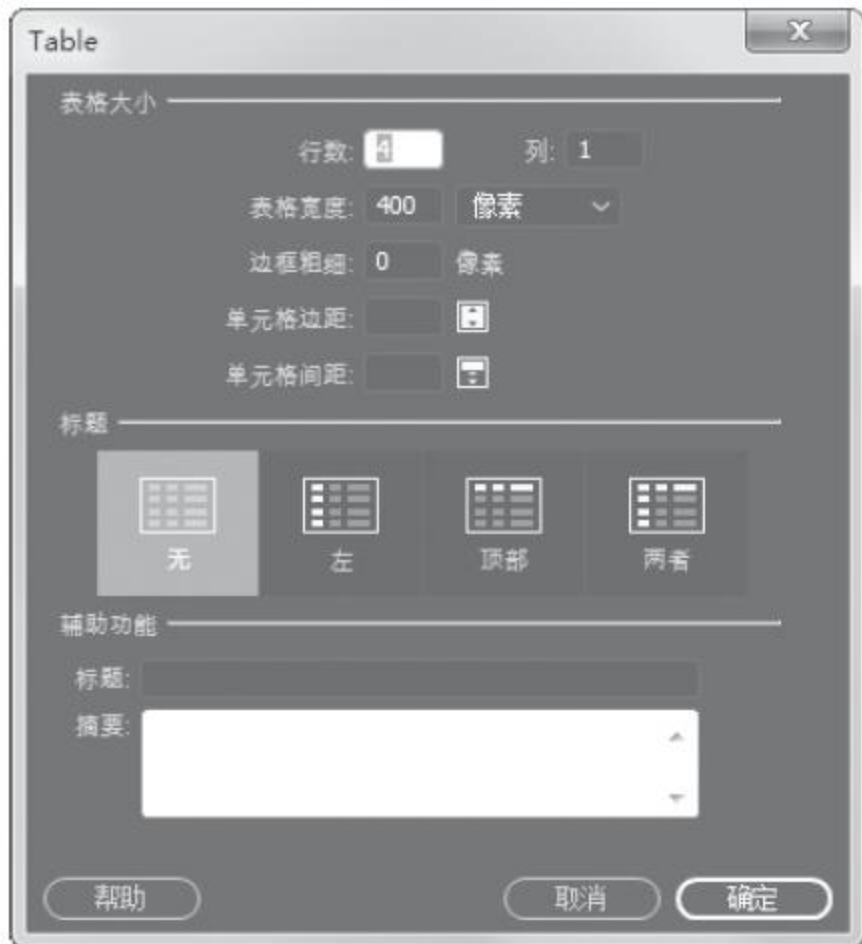 Table
表格大小
行数: 4 列: 1
表格宽度: 400 像素
边框粗细: 0 像素
单元格边距:
单元格间距:
标题
无 左 顶部 两者
辅助功能
标题:
摘要:
帮助 取消 确定